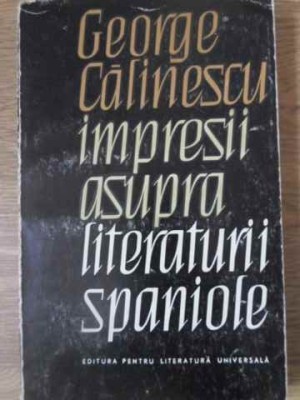 George
Călinescu
impresii
asupra
literaturii
spaniole
EDITURA PENTRU LITERATURĂ UNIVERSALĂ